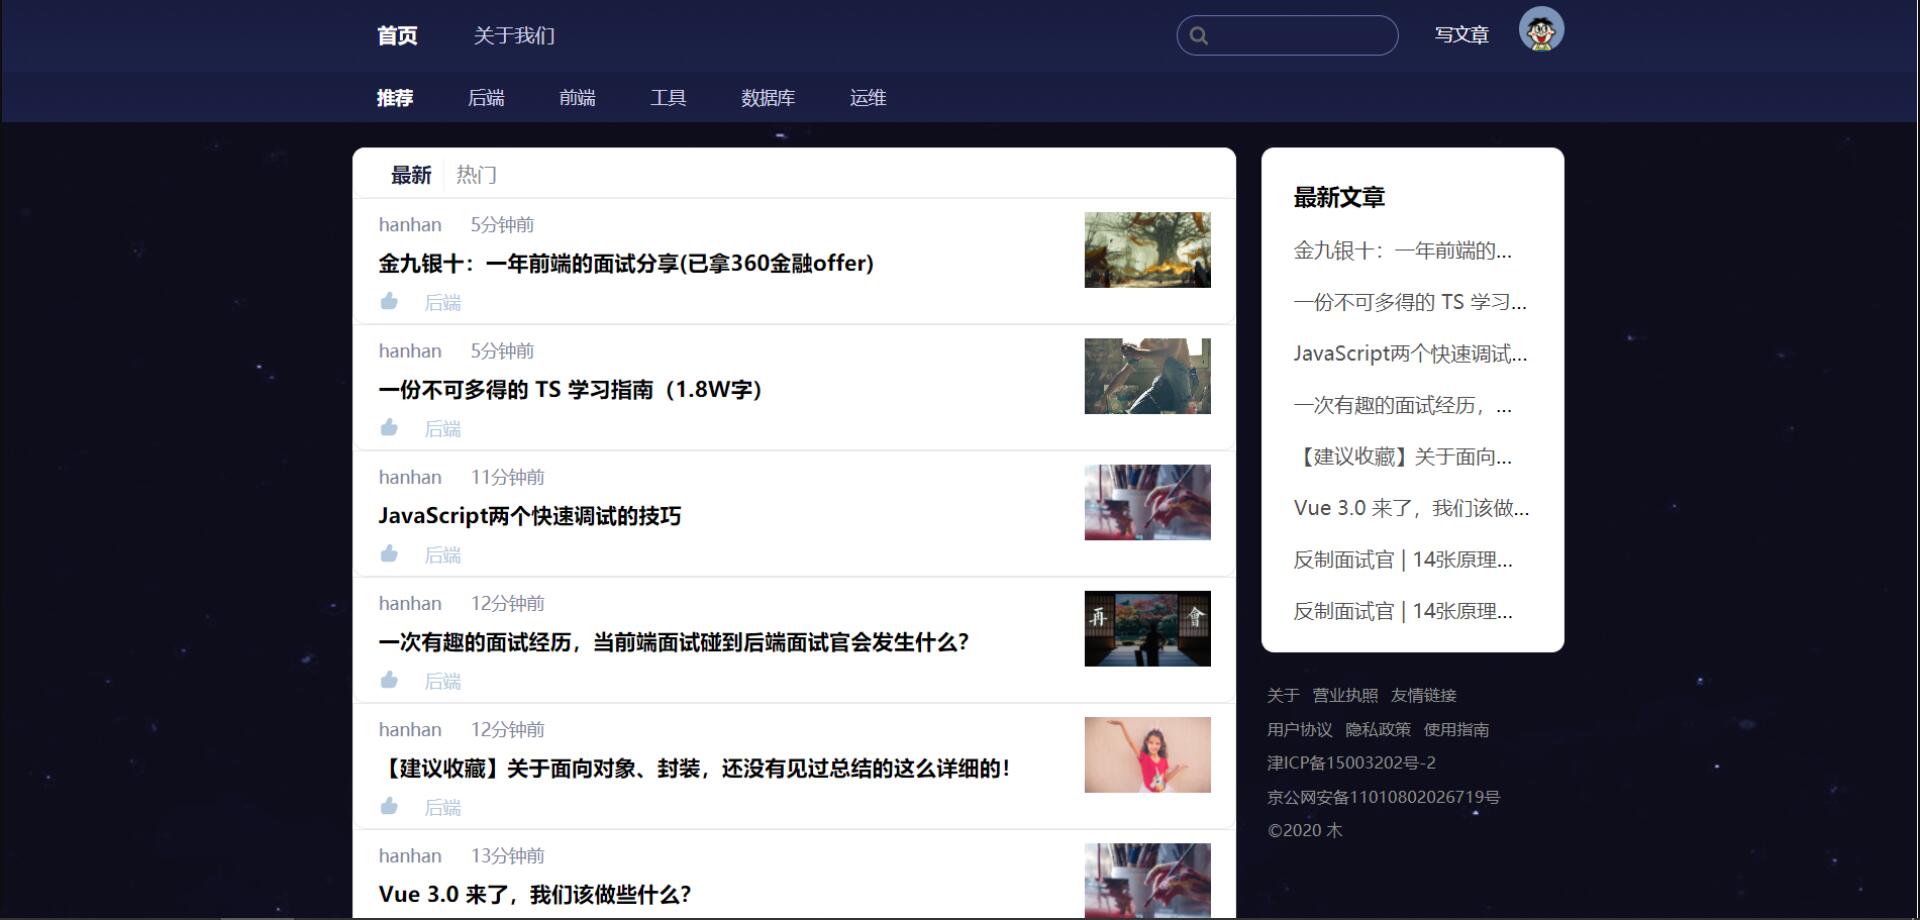 首页 关于我们 写文章
推荐 后端 前端 工具 数据库 运维
最新 热门
hanhan 5分钟前
金九银十：一年前端的面试分享(已拿360金融offer)
后端
hanhan 5分钟前
一份不可多得的 TS 学习指南（1.8W字）
后端
hanhan 11分钟前
JavaScript两个快速调试的技巧
后端
hanhan 12分钟前
一次有趣的面试经历，当前端面试碰到后端面试官会发生什么？
后端
再 會
hanhan 12分钟前
【建议收藏】关于面向对象、封装，还没有见过总结的这么详细的！
后端
hanhan 13分钟前
Vue 3.0 来了，我们该做些什么？
最新文章
金九银十：一年前端的...
一份不可多得的 TS 学习...
JavaScript两个快速调试...
一次有趣的面试经历，...
【建议收藏】关于面向...
Vue 3.0 来了，我们该做...
反制面试官 | 14张原理...
反制面试官 | 14张原理...
关于 营业执照 友情链接
用户协议 隐私政策 使用指南
津ICP备15003202号-2
京公网安备11010802026719号
©2020 木